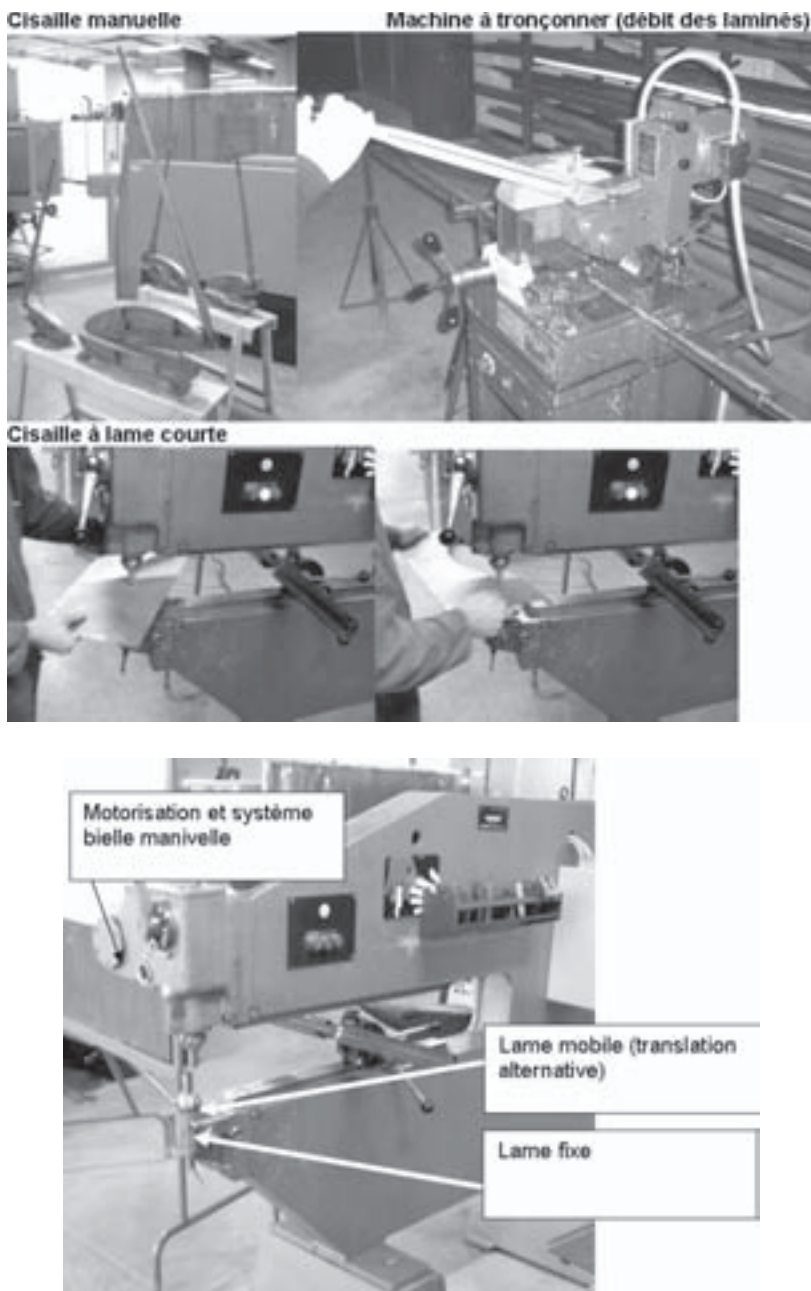 Cisaille manuelle
Machine à tronçonner (débit des laminés)
Cisaille à lame courte
Motorisation et système
bielle manivelle
Lame mobile (translation
alternative)
Lame fixe